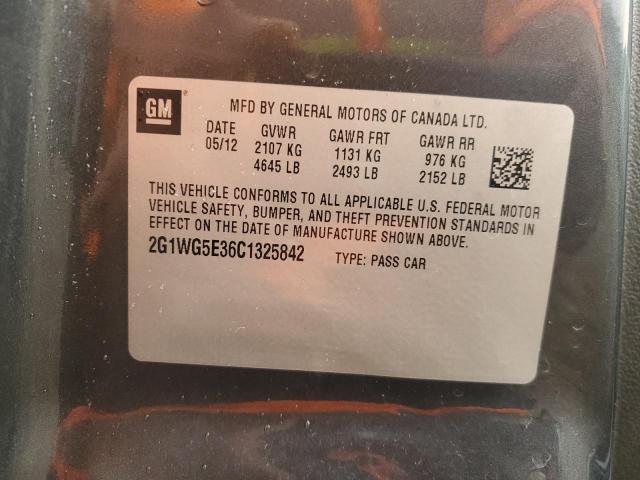 GM
MFD BY GENERAL MOTORS OF CANADA LTD.
DATE GVWR GAWR FRT GAWR RR
05/12 2107 KG 1131 KG 976 KG
4645 LB 2493 LB 2152 LB
THIS VEHICLE CONFORMS TO ALL APPLICABLE U.S. FEDERAL MOTOR
VEHICLE SAFETY, BUMPER, AND THEFT PREVENTION STANDARDS IN
EFFECT ON THE DATE OF MANUFACTURE SHOWN ABOVE.
2G1WG5E36C1325842 TYPE: PASS CAR